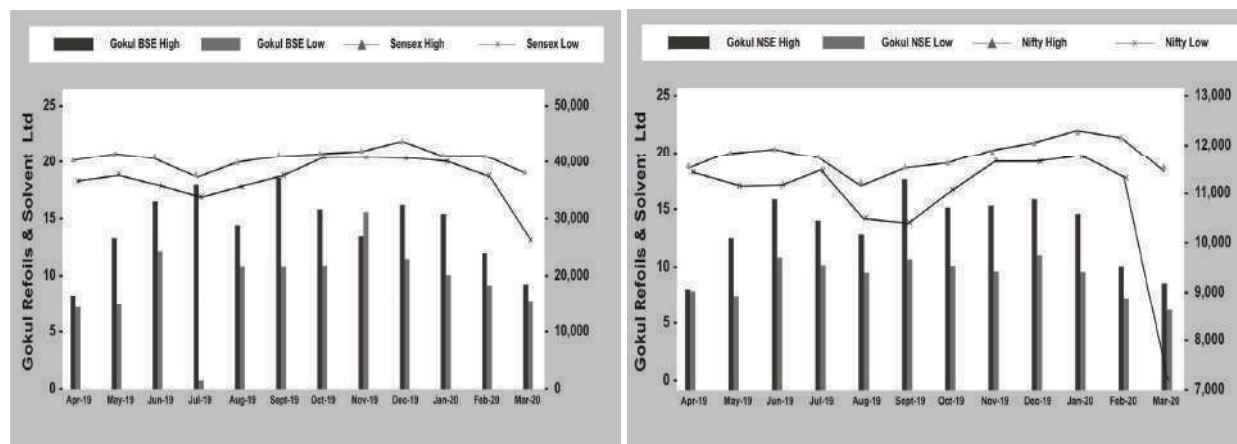 Gokul BSE High Gokul BSE Low Sensex High Sensex Low
Gokul Refoils & Solvent Ltd
25 50,000
20 40,000
15 30,000
10 20,000
5 10,000
0 0
Apr-19 May-19 Jun-19 Jul-19 Aug-19 Sept-19 Oct-19 Nov-19 Dec-19 Jan-20 Feb-20 Mar-20
Gokul NSE High Gokul NSE Low Nifty High Nifty Low
Gokul Refoils & Solvent Ltd
25 13,000
20 12,000
15 11,000
10 10,000
5 9,000
0 8,000
7,000
Apr-19 May-19 Jun-19 Jul-19 Aug-19 Sept-19 Oct-19 Nov-19 Dec-19 Jan-20 Feb-20 Mar-20